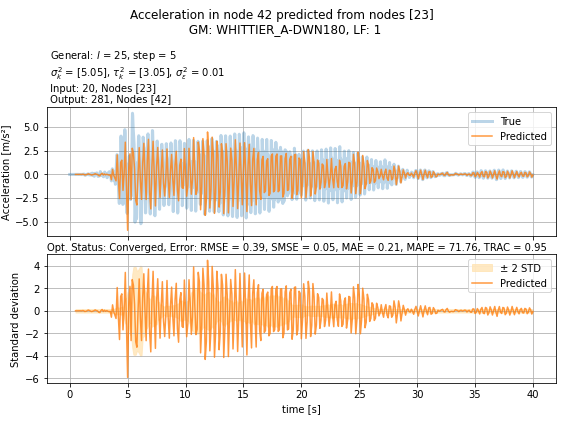 Acceleration in node 42 predicted from nodes [23]
GM: WHITTIER_A-DWN180, LF: 1
General: l = 25, step = 5
σ²ₖ = [5.05], τ²ₖ = [3.05], σ²ε = 0.01
Input: 20, Nodes [23]
Output: 281, Nodes [42]
Acceleration [m/s²]
5.0
2.5
0.0
−2.5
−5.0
True
Predicted
Opt. Status: Converged, Error: RMSE = 0.39, SMSE = 0.05, MAE = 0.21, MAPE = 71.76, TRAC = 0.95
Standard deviation
4
2
0
−2
−4
−6
± 2 STD
Predicted
0 5 10 15 20 25 30 35 40
time [s]